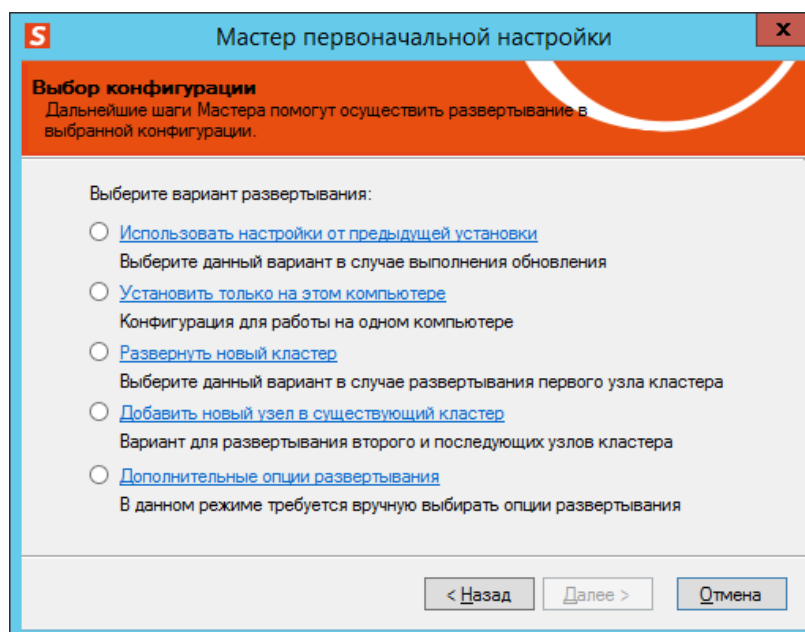 S
Мастер первоначальной настройки
x
Выбор конфигурации
Дальнейшие шаги Мастера помогут осуществить развертывание в
выбранной конфигурации.
Выберите вариант развертывания:
Использовать настройки от предыдущей установки
Выберите данный вариант в случае выполнения обновления
Установить только на этом компьютере
Конфигурация для работы на одном компьютере
Развернуть новый кластер
Выберите данный вариант в случае развертывания первого узла кластера
Добавить новый узел в существующий кластер
Вариант для развертывания второго и последующих узлов кластера
Дополнительные опции развертывания
В данном режиме требуется вручную выбирать опции развертывания
< Назад
Далее >
Отмена